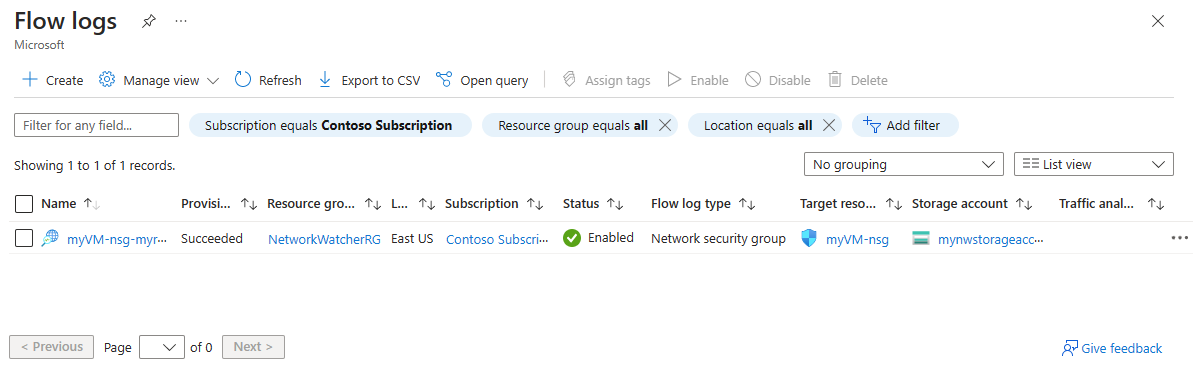 Flow logs
Microsoft
Create Manage view Refresh Export to CSV Open query Assign tags Enable Disable Delete
Filter for any field... Subscription equals Contoso Subscription Resource group equals all Location equals all Add filter
Showing 1 to 1 of 1 records. No grouping List view
Name Provisi... Resource gro... L... Subscription Status Flow log type Target reso... Storage account Traffic anal...
myVM-nsg-myr... Succeeded NetworkWatcherRG East US Contoso Subscri... Enabled Network security group myVM-nsg mynwstorageacc...
< Previous Page of 0 Next > Give feedback